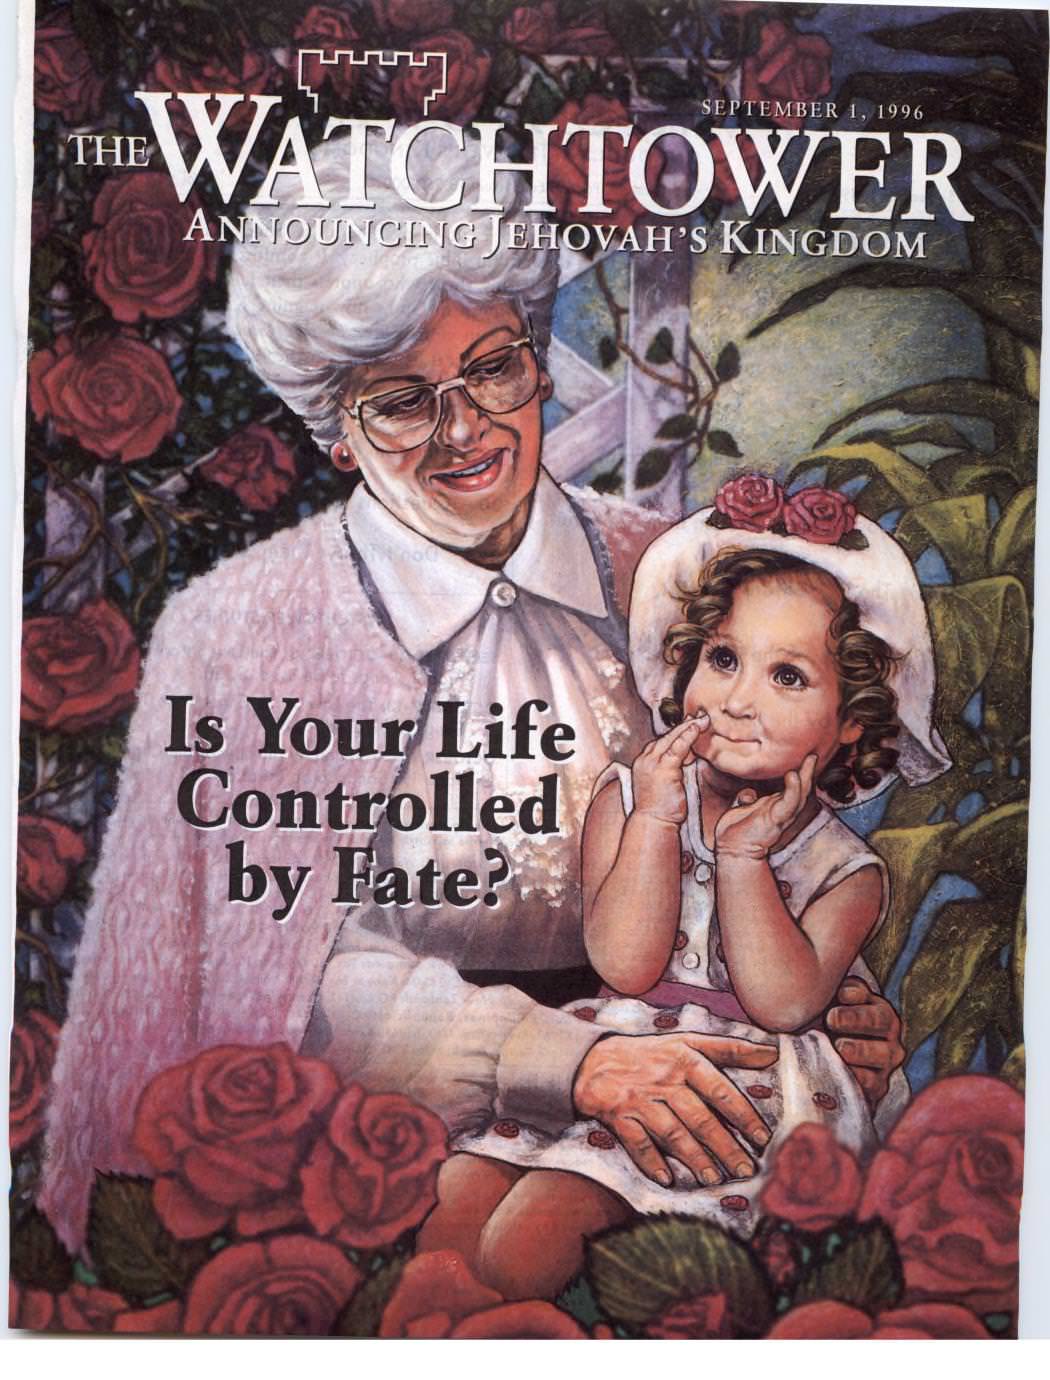 SEPTEMBER 1, 1996
THE WATCHTOWER
ANNOUNCING JEHOVAH'S KINGDOM
Is Your Life
Controlled
by Fate?